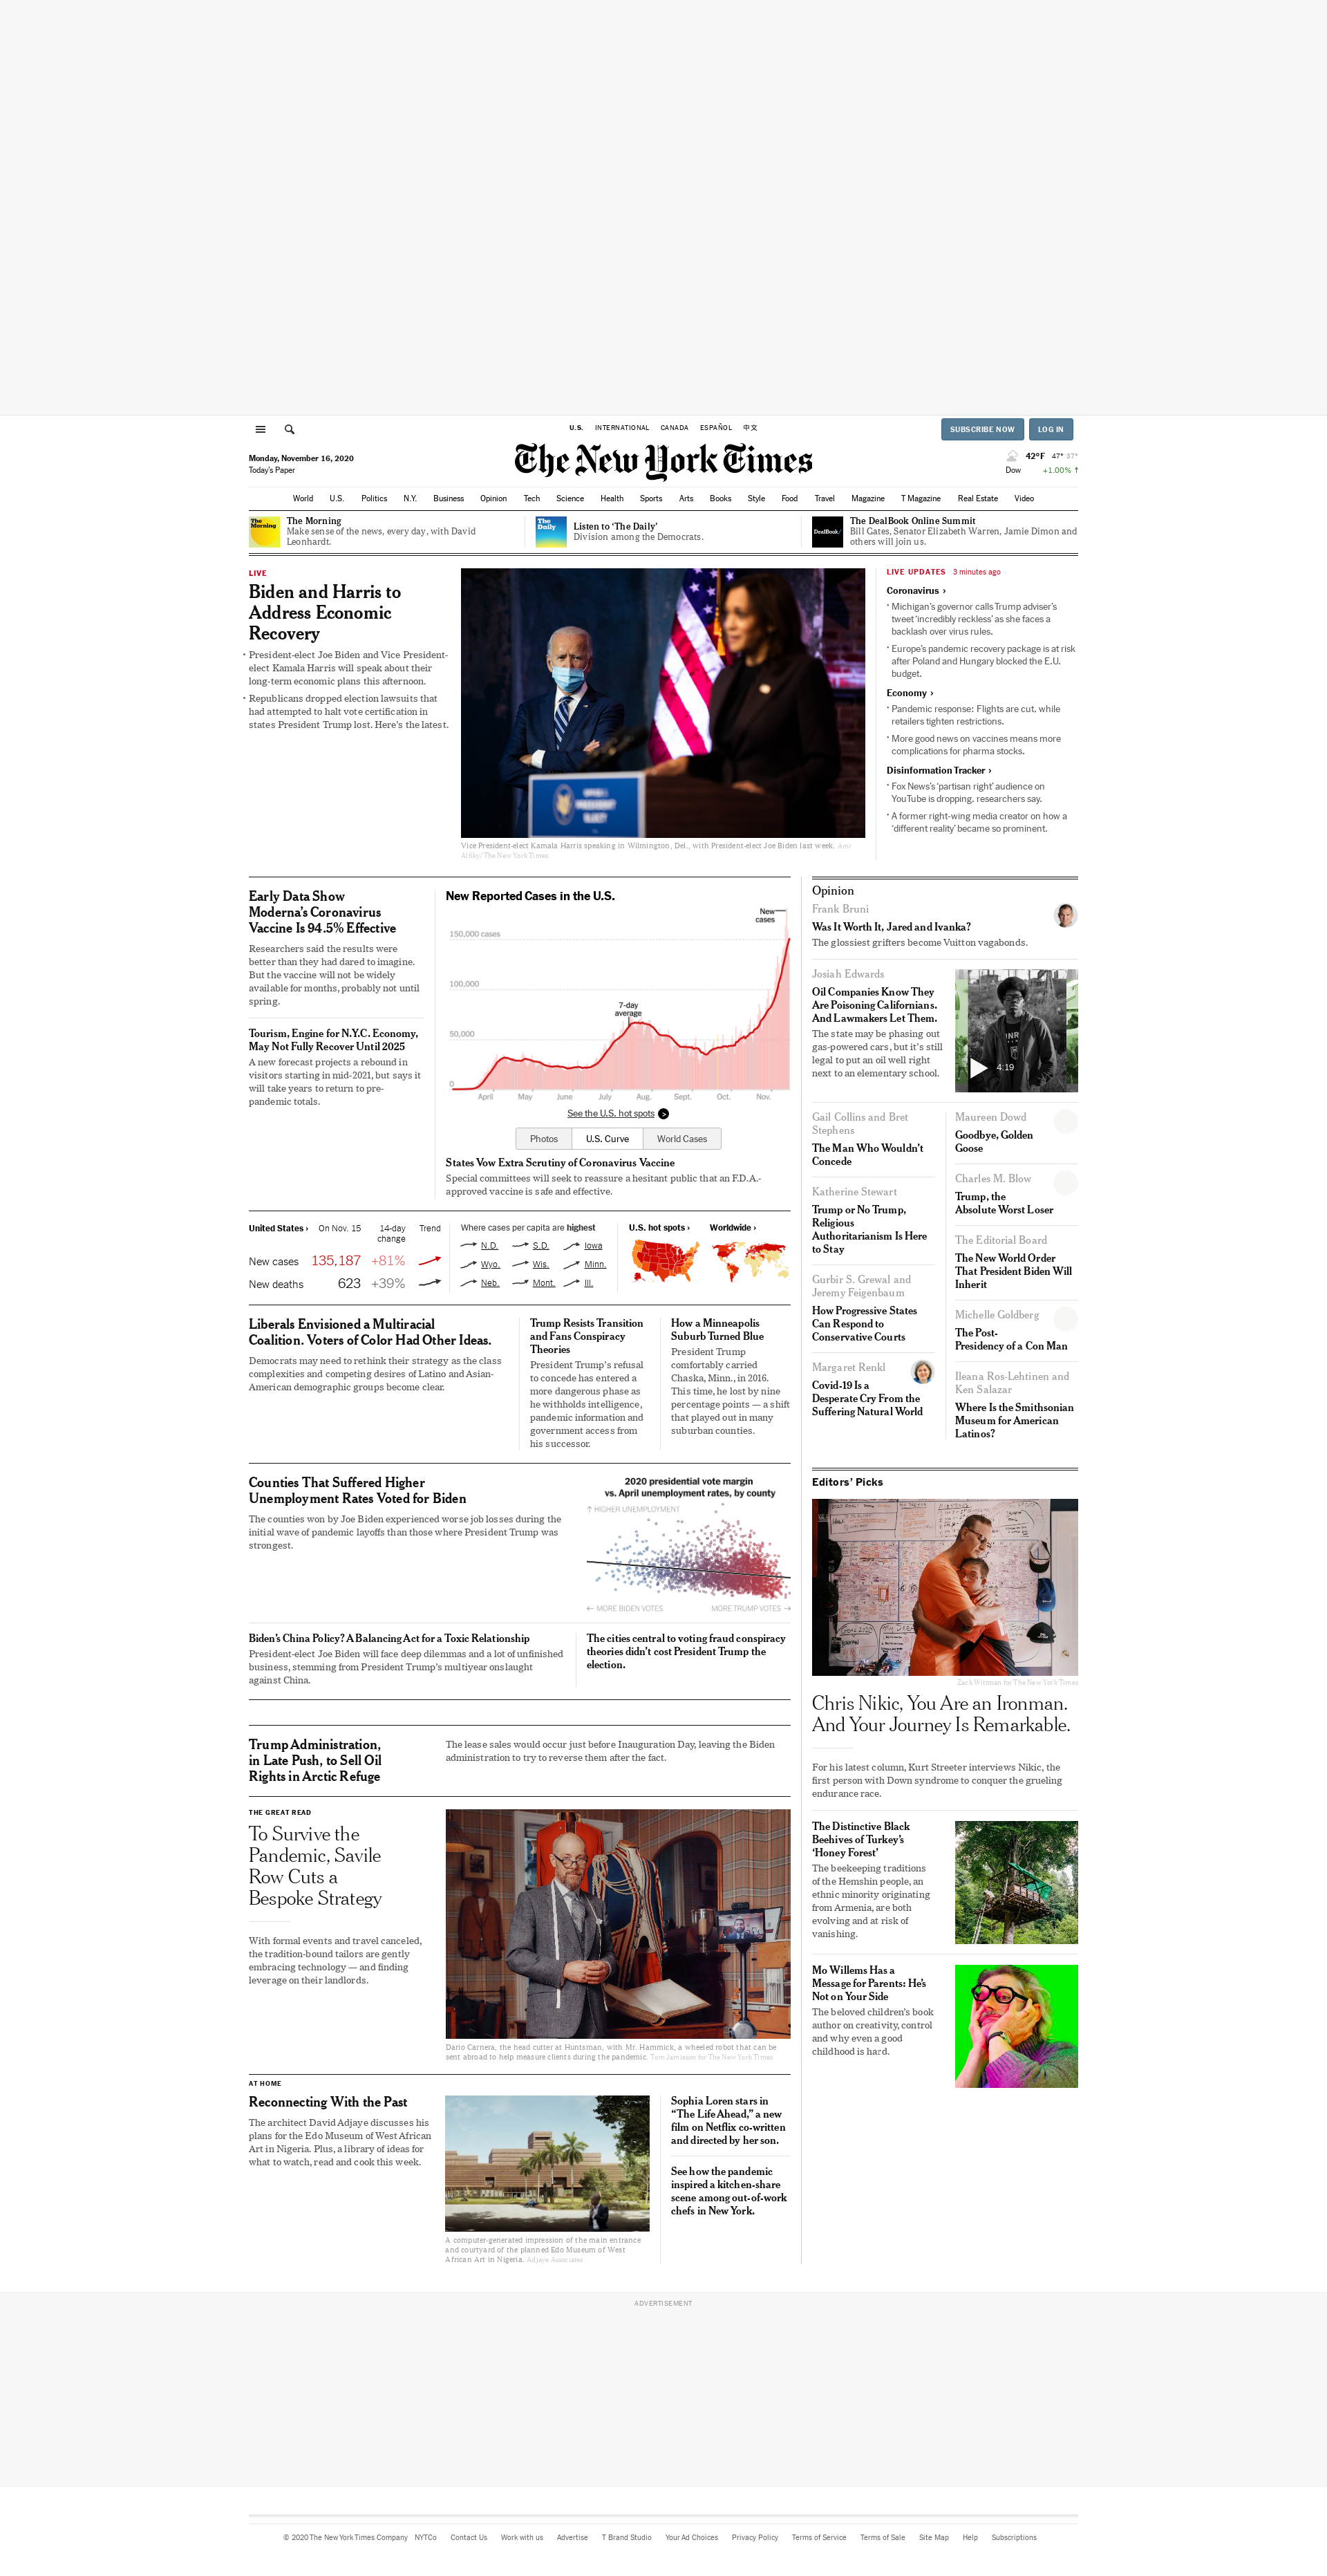 U.S. INTERNATIONAL CANADA ESPAÑOL 中文
SUBSCRIBE NOW LOG IN
Monday, November 16, 2020
Today's Paper
The New York Times
42°F 47° 37°
Dow +1.00% ↑
World U.S. Politics N.Y. Business Opinion Tech Science Health Sports Arts Books Style Food Travel Magazine T Magazine Real Estate Video
The Morning
The Morning
Make sense of the news, every day, with David
Leonhardt.
The Daily
Listen to ‘The Daily’
Division among the Democrats.
DealBook/
The DealBook Online Summit
Bill Gates, Senator Elizabeth Warren, Jamie Dimon and
others will join us.
LIVE
Biden and Harris to
Address Economic
Recovery
• President-elect Joe Biden and Vice President-
elect Kamala Harris will speak about their
long-term economic plans this afternoon.
• Republicans dropped election lawsuits that
had attempted to halt vote certification in
states President Trump lost. Here's the latest.
Vice President-elect Kamala Harris speaking in Wilmington, Del., with President-elect Joe Biden last week. Amr
Alfiky/The New York Times
LIVE UPDATES 3 minutes ago
Coronavirus ›
• Michigan's governor calls Trump adviser's
tweet ‘incredibly reckless’ as she faces a
backlash over virus rules.
• Europe's pandemic recovery package is at risk
after Poland and Hungary blocked the E.U.
budget.
Economy ›
• Pandemic response: Flights are cut, while
retailers tighten restrictions.
• More good news on vaccines means more
complications for pharma stocks.
Disinformation Tracker ›
• Fox News's ‘partisan right’ audience on
YouTube is dropping, researchers say.
• A former right-wing media creator on how a
‘different reality’ became so prominent.
Early Data Show
Moderna's Coronavirus
Vaccine Is 94.5% Effective
Researchers said the results were
better than they had dared to imagine.
But the vaccine will not be widely
available for months, probably not until
spring.
Tourism, Engine for N.Y.C. Economy,
May Not Fully Recover Until 2025
A new forecast projects a rebound in
visitors starting in mid-2021, but says it
will take years to return to pre-
pandemic totals.
New Reported Cases in the U.S.
New
cases
150,000 cases
100,000
7-day
average
50,000
0
April May June July Aug. Sept. Oct. Nov.
See the U.S. hot spots >
Photos U.S. Curve World Cases
States Vow Extra Scrutiny of Coronavirus Vaccine
Special committees will seek to reassure a hesitant public that an F.D.A.-
approved vaccine is safe and effective.
United States › On Nov. 15 14-day
change Trend
New cases 135,187 +81%
New deaths 623 +39%
Where cases per capita are highest
N.D. S.D. Iowa
Wyo. Wis. Minn.
Neb. Mont. Ill.
U.S. hot spots › Worldwide ›
Liberals Envisioned a Multiracial
Coalition. Voters of Color Had Other Ideas.
Democrats may need to rethink their strategy as the class
complexities and competing desires of Latino and Asian-
American demographic groups become clear.
Trump Resists Transition
and Fans Conspiracy
Theories
President Trump's refusal
to concede has entered a
more dangerous phase as
he withholds intelligence,
pandemic information and
government access from
his successor.
How a Minneapolis
Suburb Turned Blue
President Trump
comfortably carried
Chaska, Minn., in 2016.
This time, he lost by nine
percentage points — a shift
that played out in many
suburban counties.
Counties That Suffered Higher
Unemployment Rates Voted for Biden
The counties won by Joe Biden experienced worse job losses during the
initial wave of pandemic layoffs than those where President Trump was
strongest.
2020 presidential vote margin
vs. April unemployment rates, by county
↑ HIGHER UNEMPLOYMENT
← MORE BIDEN VOTES MORE TRUMP VOTES →
Biden's China Policy? A Balancing Act for a Toxic Relationship
President-elect Joe Biden will face deep dilemmas and a lot of unfinished
business, stemming from President Trump's multiyear onslaught
against China.
The cities central to voting fraud conspiracy
theories didn't cost President Trump the
election.
Trump Administration,
in Late Push, to Sell Oil
Rights in Arctic Refuge
The lease sales would occur just before Inauguration Day, leaving the Biden
administration to try to reverse them after the fact.
THE GREAT READ
To Survive the
Pandemic, Savile
Row Cuts a
Bespoke Strategy
With formal events and travel canceled,
the tradition-bound tailors are gently
embracing technology — and finding
leverage on their landlords.
Dario Carnera, the head cutter at Huntsman, with Mr. Hammick, a wheeled robot that can be
sent abroad to help measure clients during the pandemic. Tom Jamieson for The New York Times
AT HOME
Reconnecting With the Past
The architect David Adjaye discusses his
plans for the Edo Museum of West African
Art in Nigeria. Plus, a library of ideas for
what to watch, read and cook this week.
A computer-generated impression of the main entrance
and courtyard of the planned Edo Museum of West
African Art in Nigeria. Adjaye Associates
Sophia Loren stars in
“The Life Ahead,” a new
film on Netflix co-written
and directed by her son.
See how the pandemic
inspired a kitchen-share
scene among out-of-work
chefs in New York.
Opinion
Frank Bruni
Was It Worth It, Jared and Ivanka?
The glossiest grifters become Vuitton vagabonds.
Josiah Edwards
Oil Companies Know They
Are Poisoning Californians.
And Lawmakers Let Them.
The state may be phasing out
gas-powered cars, but it's still
legal to put an oil well right
next to an elementary school.
4:19
Gail Collins and Bret
Stephens
The Man Who Wouldn't
Concede
Katherine Stewart
Trump or No Trump,
Religious
Authoritarianism Is Here
to Stay
Gurbir S. Grewal and
Jeremy Feigenbaum
How Progressive States
Can Respond to
Conservative Courts
Margaret Renkl
Covid-19 Is a
Desperate Cry From the
Suffering Natural World
Maureen Dowd
Goodbye, Golden
Goose
Charles M. Blow
Trump, the
Absolute Worst Loser
The Editorial Board
The New World Order
That President Biden Will
Inherit
Michelle Goldberg
The Post-
Presidency of a Con Man
Ileana Ros-Lehtinen and
Ken Salazar
Where Is the Smithsonian
Museum for American
Latinos?
Editors' Picks
Zack Wittman for The New York Times
Chris Nikic, You Are an Ironman.
And Your Journey Is Remarkable.
For his latest column, Kurt Streeter interviews Nikic, the
first person with Down syndrome to conquer the grueling
endurance race.
The Distinctive Black
Beehives of Turkey's
‘Honey Forest’
The beekeeping traditions
of the Hemshin people, an
ethnic minority originating
from Armenia, are both
evolving and at risk of
vanishing.
Mo Willems Has a
Message for Parents: He's
Not on Your Side
The beloved children's book
author on creativity, control
and why even a good
childhood is hard.
ADVERTISEMENT
© 2020 The New York Times Company NYTCo Contact Us Work with us Advertise T Brand Studio Your Ad Choices Privacy Policy Terms of Service Terms of Sale Site Map Help Subscriptions